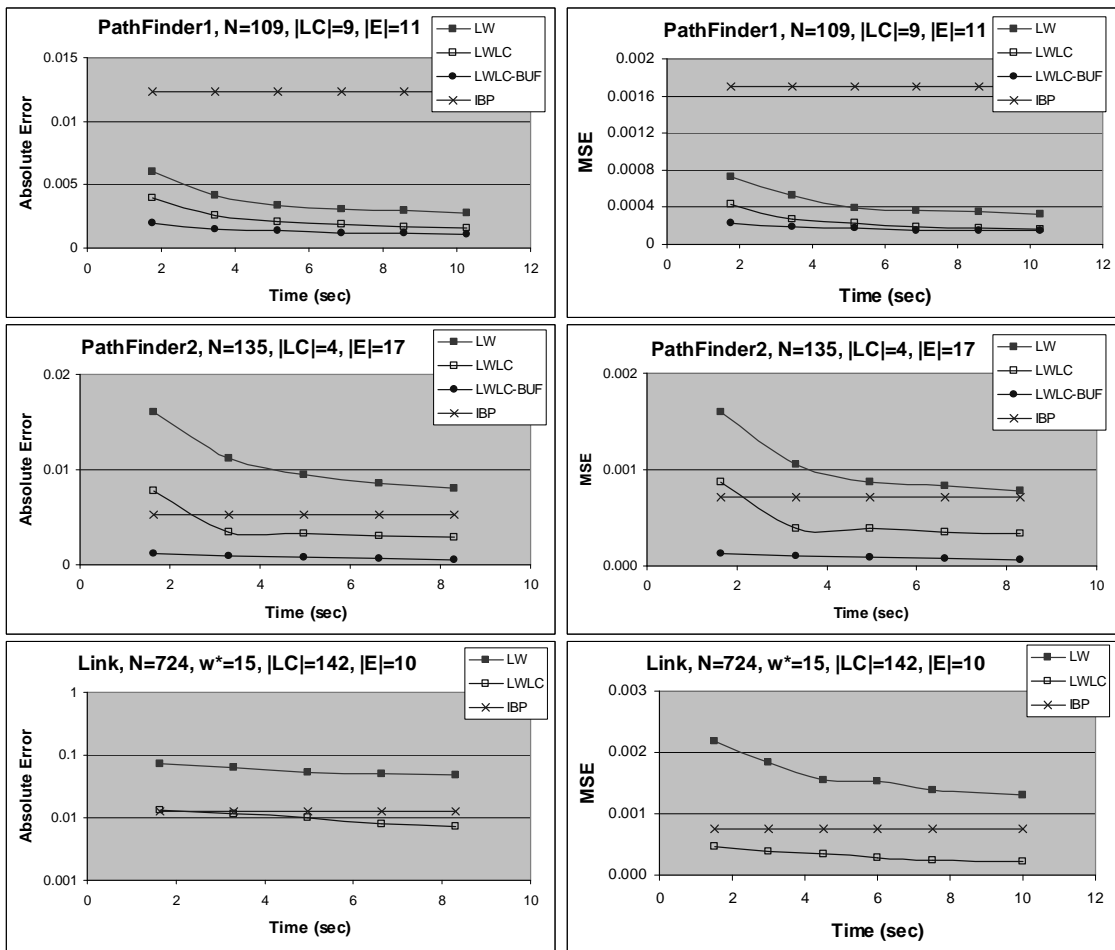 PathFinder1, N=109, |LC|=9, |E|=11
LW
LWLC
LWLC-BUF
IBP
Absolute Error
0.015
0.01
0.005
0
0 2 4 6 8 10 12
Time (sec)
PathFinder1, N=109, |LC|=9, |E|=11
LW
LWLC
LWLC-BUF
IBP
MSE
0.002
0.0016
0.0012
0.0008
0.0004
0
0 2 4 6 8 10 12
Time (sec)
PathFinder2, N=135, |LC|=4, |E|=17
LW
LWLC
LWLC-BUF
IBP
Absolute Error
0.02
0.01
0
0 2 4 6 8 10
Time (sec)
PathFinder2, N=135, |LC|=4, |E|=17
LW
LWLC
LWLC-BUF
IBP
MSE
0.002
0.001
0.000
0 2 4 6 8 10
Time (sec)
Link, N=724, w*=15, |LC|=142, |E|=10
LW
LWLC
IBP
Absolute Error
1
0.1
0.01
0.001
0 2 4 6 8 10
Time (sec)
Link, N=724, w*=15, |LC|=142, |E|=10
LW
LWLC
IBP
MSE
0.003
0.002
0.001
0.000
0 2 4 6 8 10 12
Time (sec)